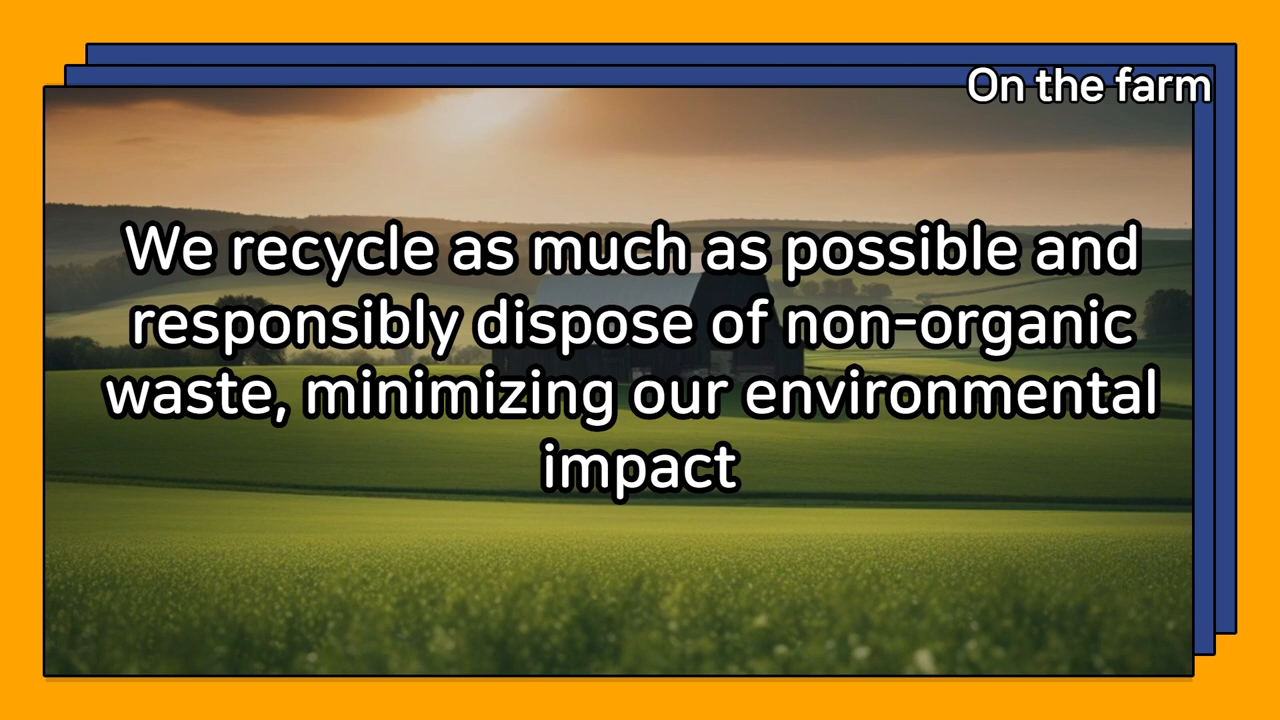 On the farm
We recycle as much as possible and
responsibly dispose of non-organic
waste, minimizing our environmental
impact